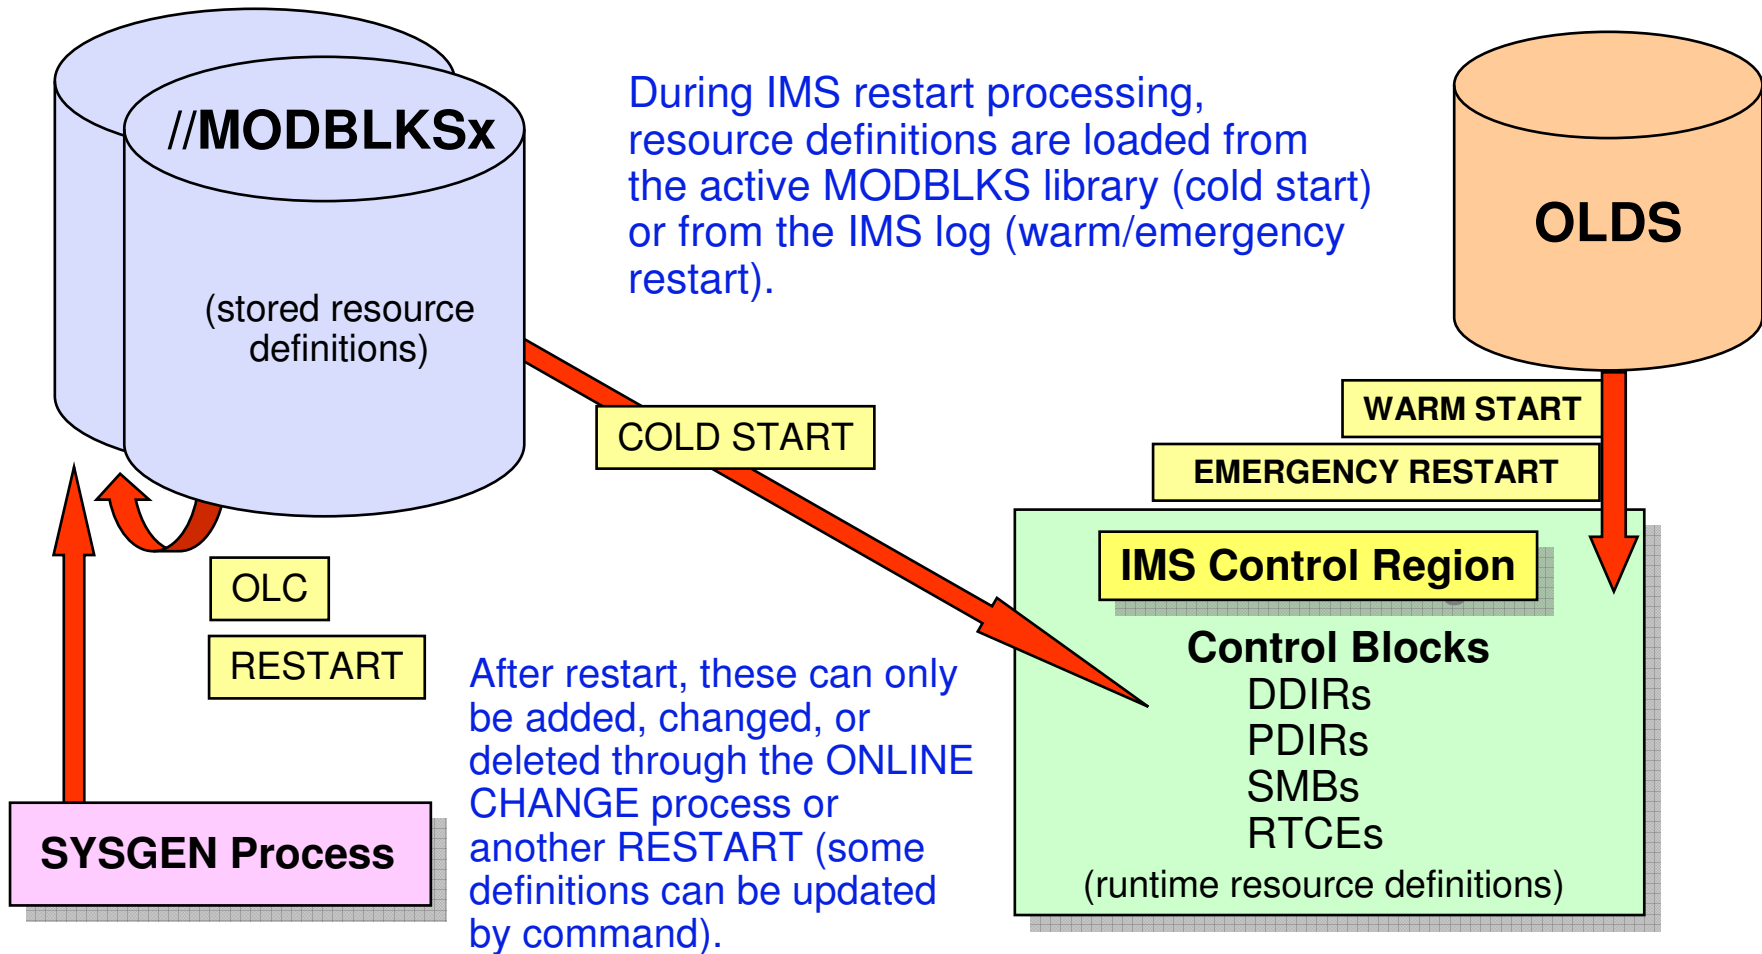 //MODBLKSx
(stored resource
definitions)
During IMS restart processing,
resource definitions are loaded from
the active MODBLKS library (cold start)
or from the IMS log (warm/emergency
restart).
OLDS
COLD START
WARM START
EMERGENCY RESTART
OLC
RESTART
SYSGEN Process
After restart, these can only
be added, changed, or
deleted through the ONLINE
CHANGE process or
another RESTART (some
definitions can be updated
by command).
IMS Control Region
Control Blocks
DDIRs
PDIRs
SMBs
RTCEs
(runtime resource definitions)